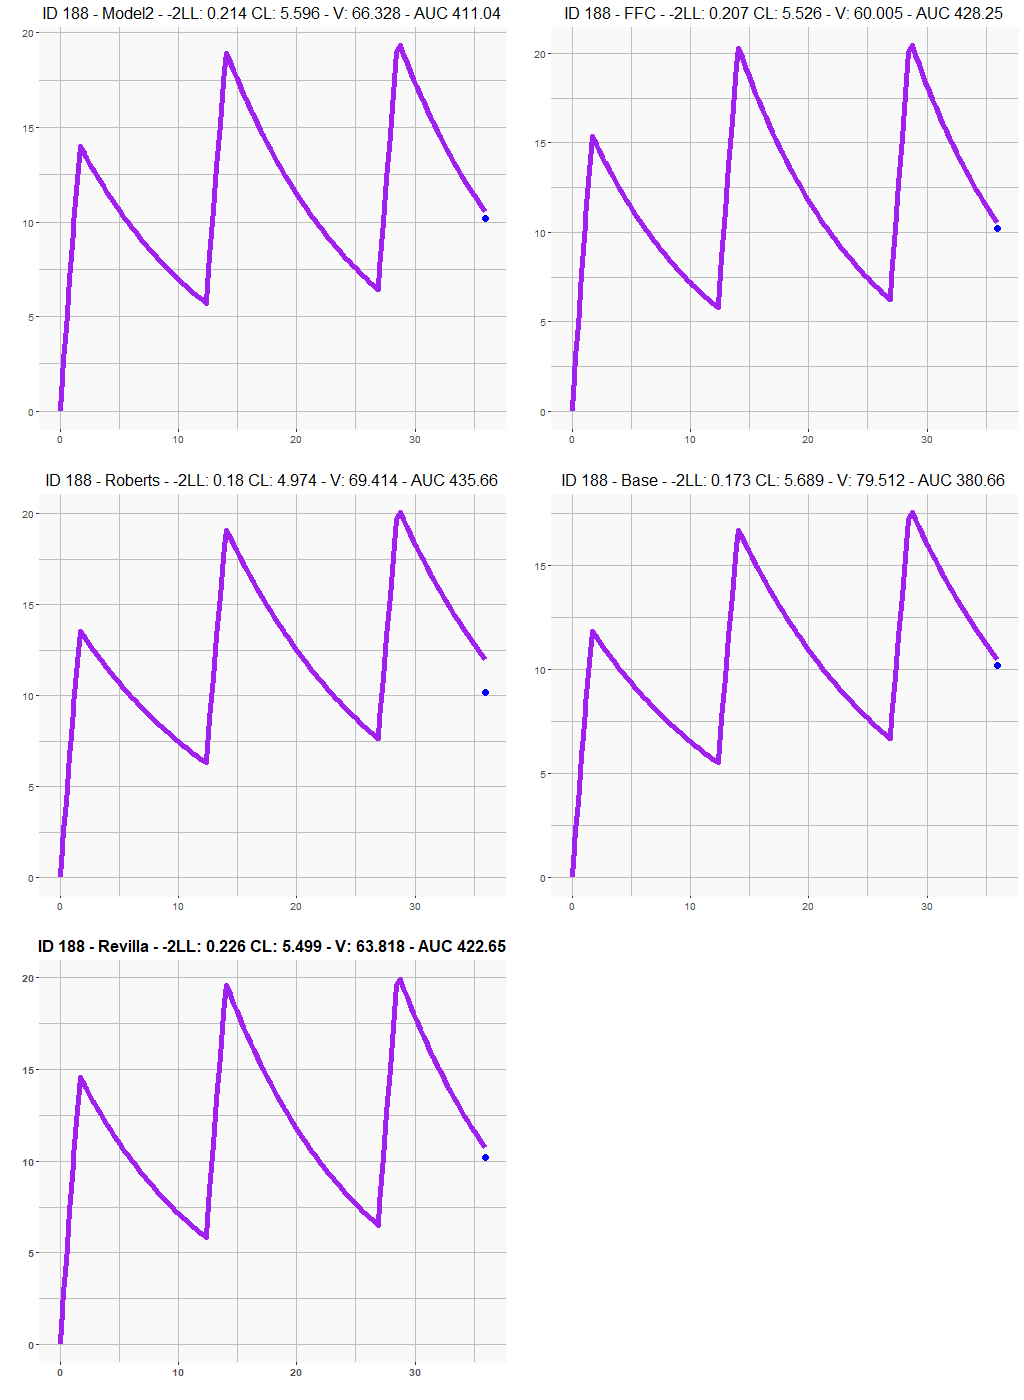 ID 188 - Model2 - -2LL: 0.214 CL: 5.596 - V: 66.328 - AUC 411.04
20
15
10
5
0
0 10 20 30
ID 188 - FFC - -2LL: 0.207 CL: 5.526 - V: 60.005 - AUC 428.25
20
15
10
5
0
0 10 20 30
ID 188 - Roberts - -2LL: 0.18 CL: 4.974 - V: 69.414 - AUC 435.66
20
15
10
5
0
0 10 20 30
ID 188 - Base - -2LL: 0.173 CL: 5.689 - V: 79.512 - AUC 380.66
15
10
5
0
0 10 20 30
ID 188 - Revilla - -2LL: 0.226 CL: 5.499 - V: 63.818 - AUC 422.65
20
15
10
5
0
0 10 20 30